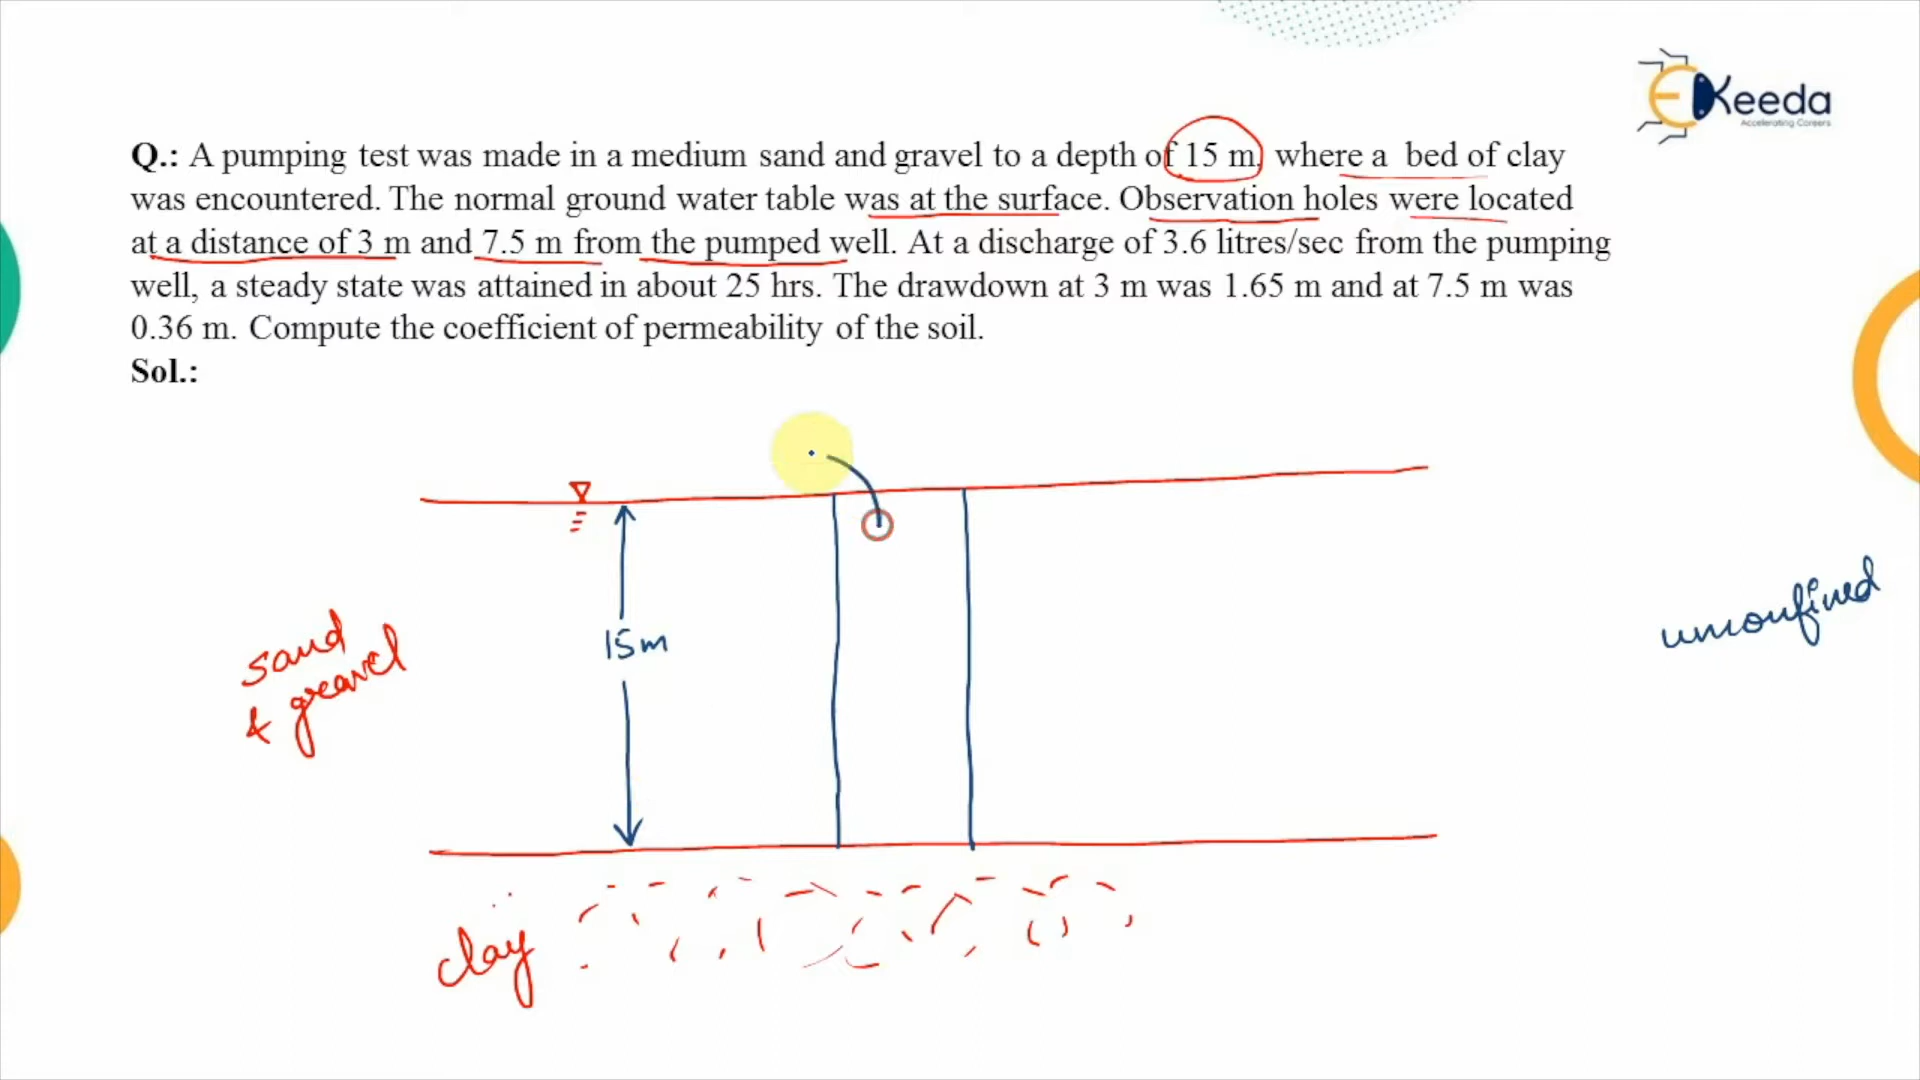 Keeda
Accelerating Careers
Q.: A pumping test was made in a medium sand and gravel to a depth of 15 m, where a bed of clay
was encountered. The normal ground water table was at the surface. Observation holes were located
at a distance of 3 m and 7.5 m from the pumped well. At a discharge of 3.6 litres/sec from the pumping
well, a steady state was attained in about 25 hrs. The drawdown at 3 m was 1.65 m and at 7.5 m was
0.36 m. Compute the coefficient of permeability of the soil.
Sol.:
sand
& gravel
15m
unconfined
clay